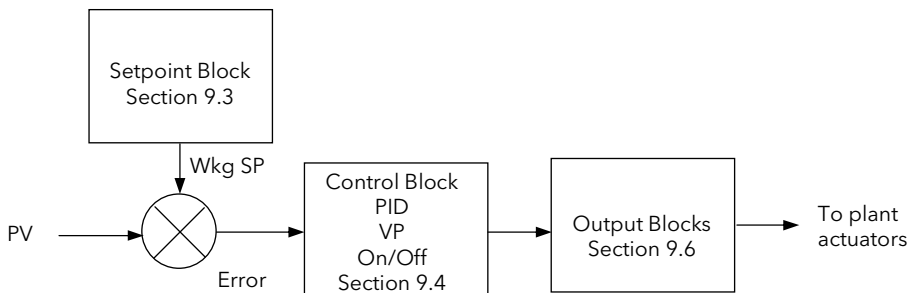 Setpoint Block
Section 9.3
Wkg SP
PV
Error
Control Block
PID
VP
On/Off
Section 9.4
Output Blocks
Section 9.6
To plant
actuators